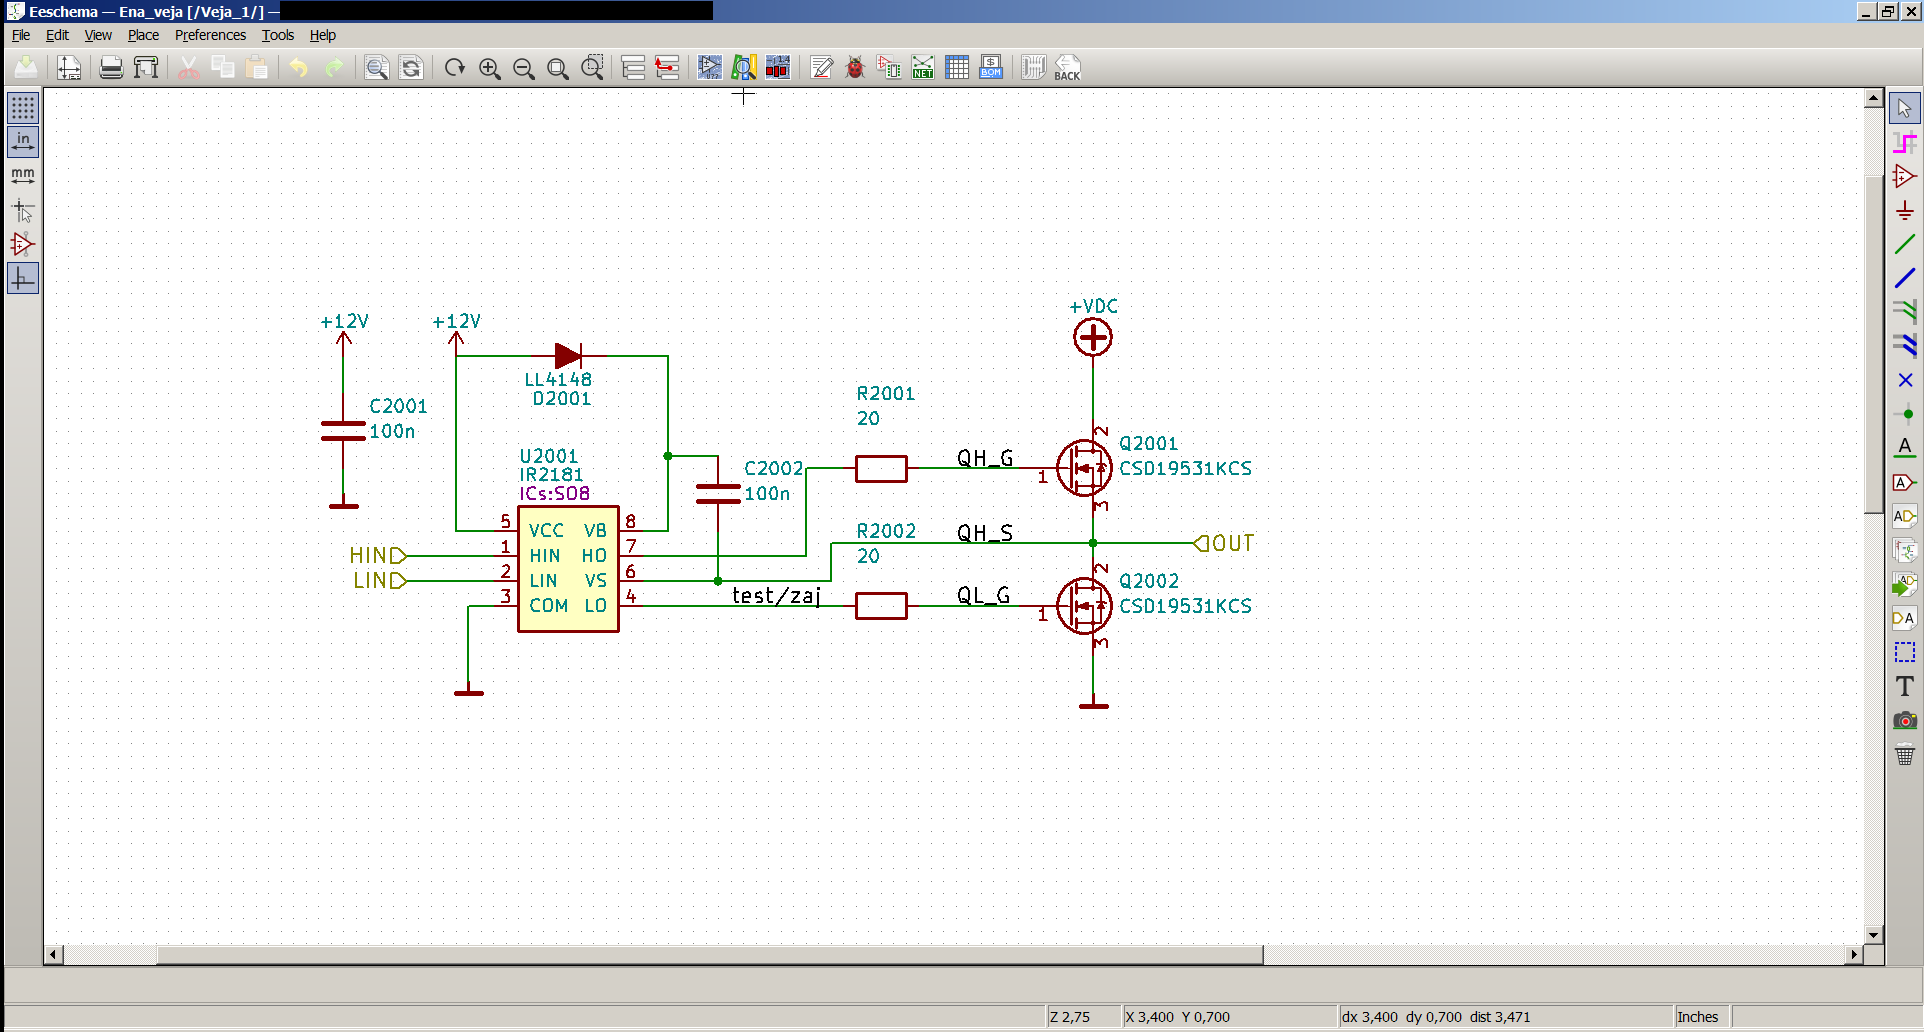 Eeschema — Ena_veja [/Veja_1/] —
File Edit View Place Preferences Tools Help
NET
BOM
BACK
in
mm
+VDC
+12V
+12V
LL4148
D2001
R2001
20
C2001
100n
2
Q2001
CSD19531KCS
QH_G
1
3
U2001
IR2181
ICs:SO8
C2002
100n
5 VCC VB 8
HIN 1 HIN HO 7
LIN 2 LIN VS 6
3 COM LO 4
R2002
20
QH_S
OUT
test/zaj
QL_G
2
Q2002
CSD19531KCS
1
3
A
A
A
A
T
Z 2,75
X 3,400 Y 0,700
dx 3,400 dy 0,700 dist 3,471
Inches